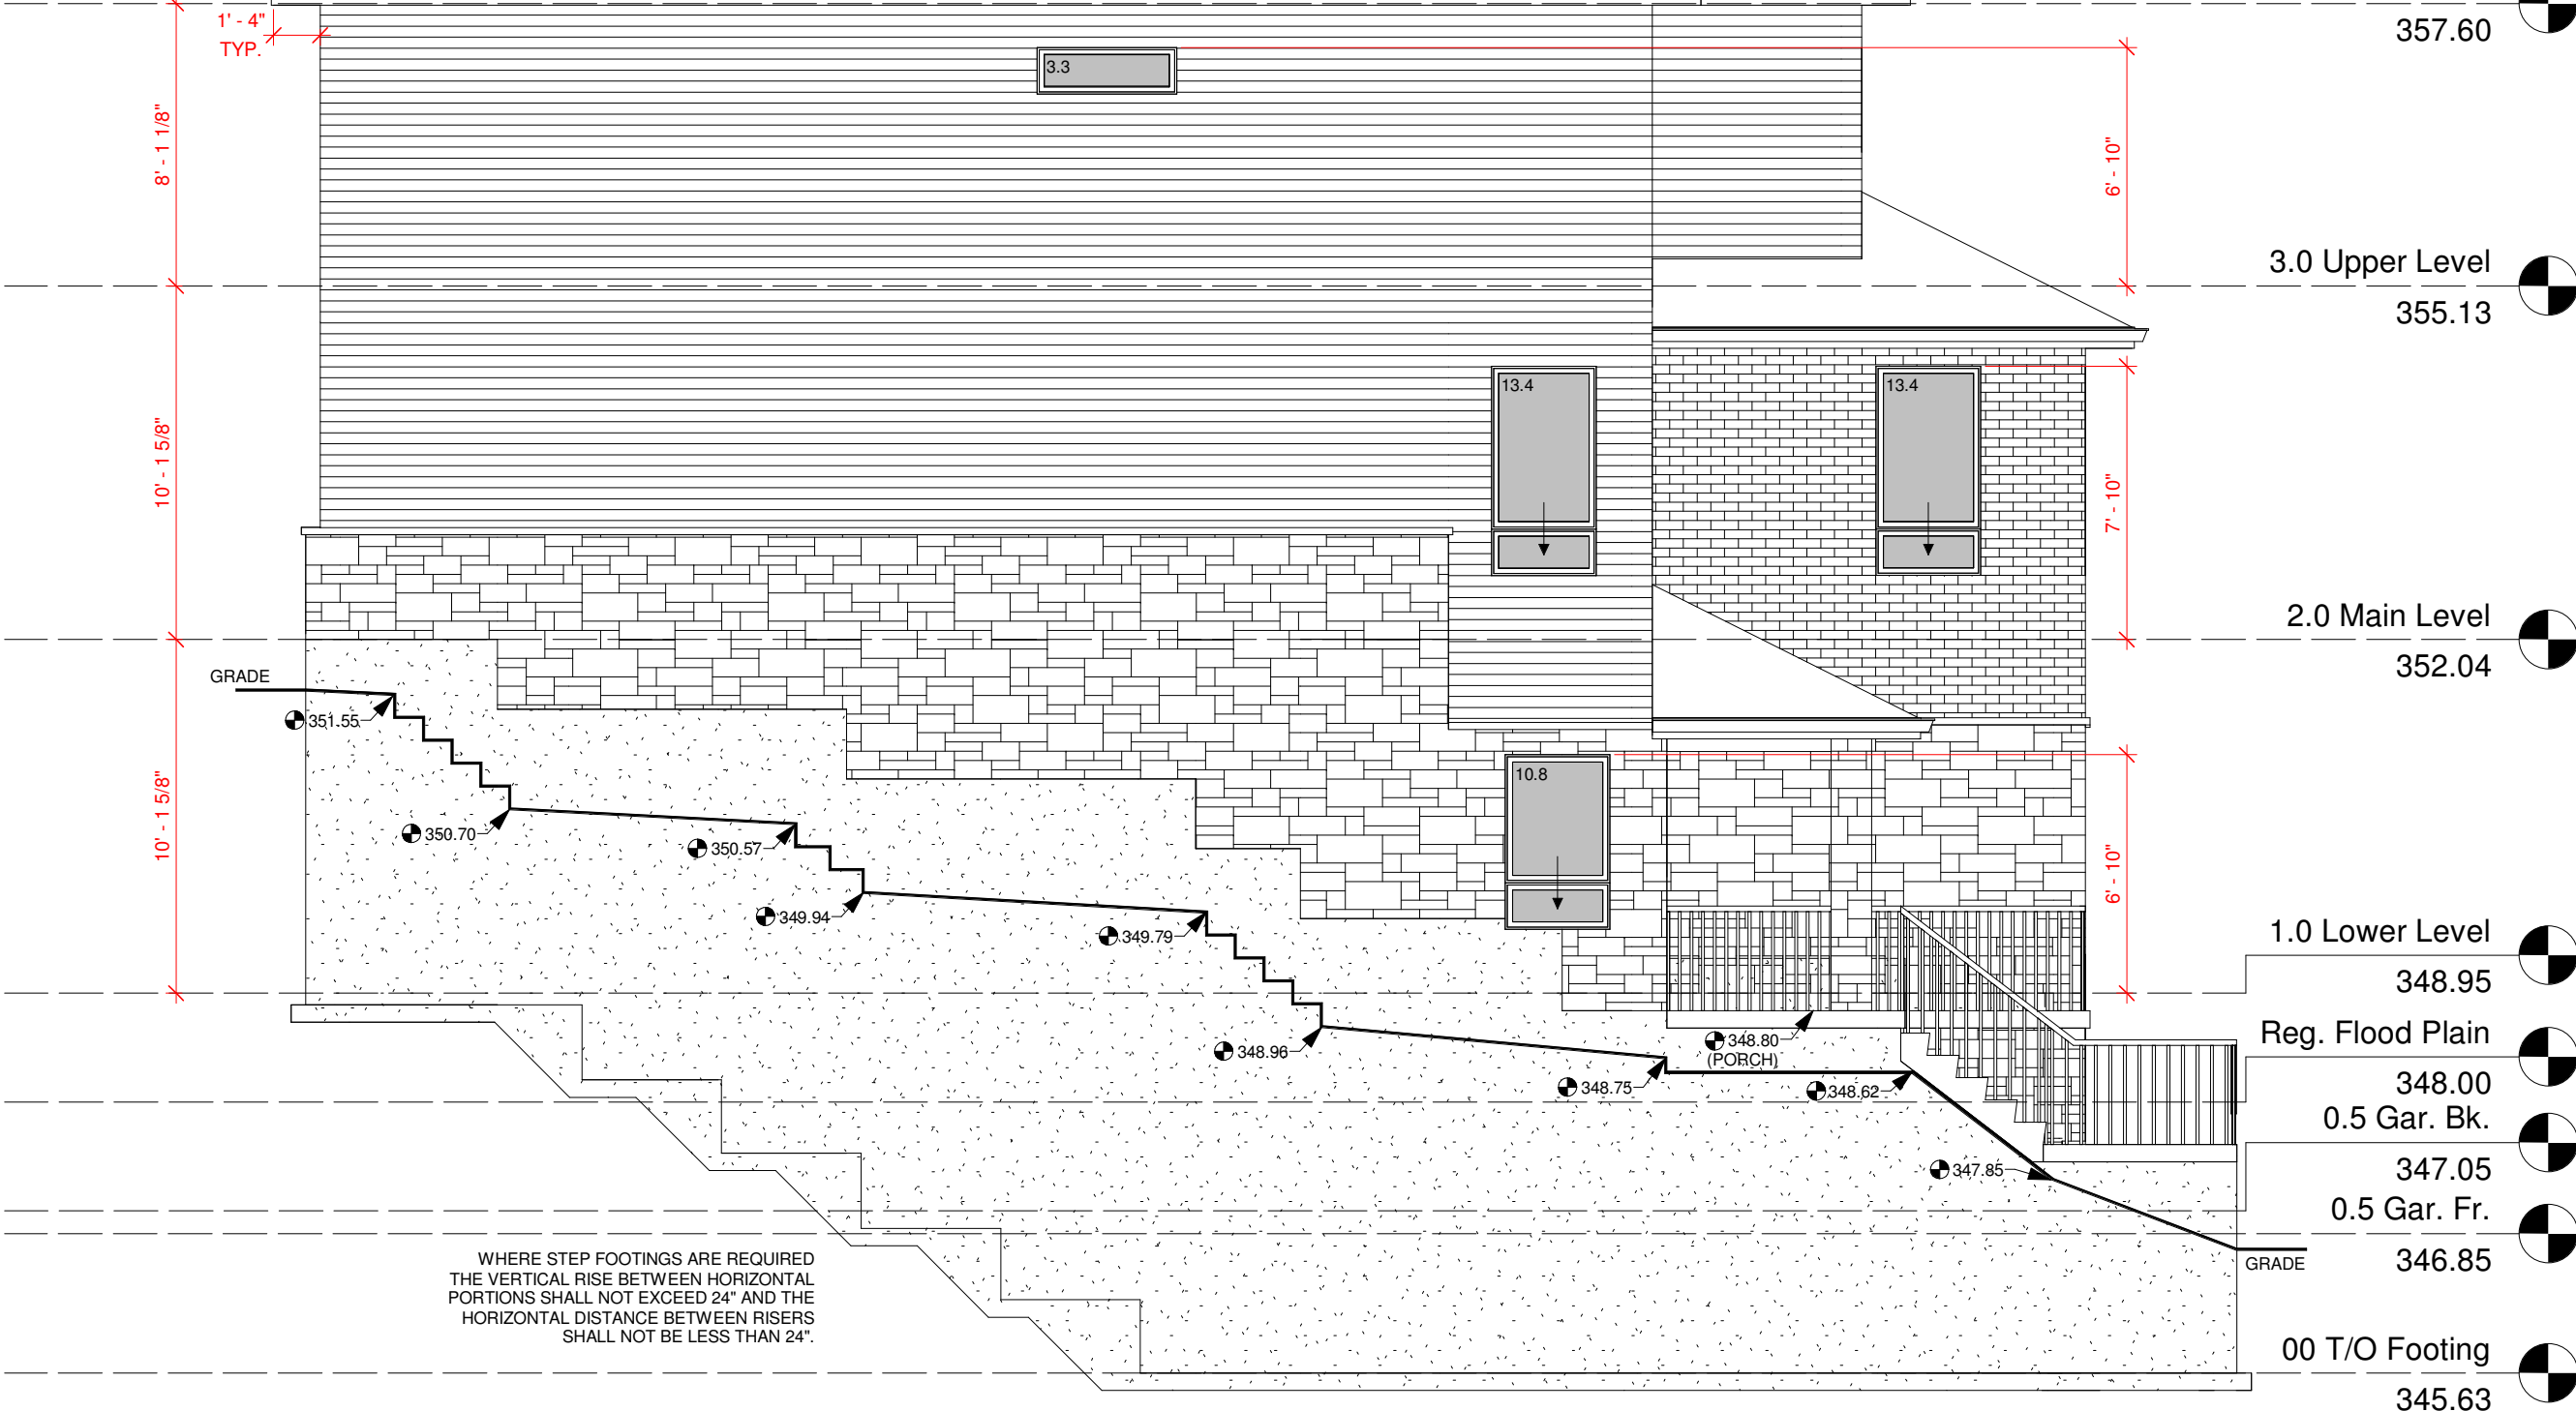 357.60
1' - 4"
TYP.
3.3
8' - 1 1/8"
6' - 10"
3.0 Upper Level
355.13
13.4
13.4
10' - 1 5/8"
7' - 10"
2.0 Main Level
352.04
GRADE
351.55
10.8
350.70
350.57
10' - 1 5/8"
6' - 10"
349.94
349.79
1.0 Lower Level
348.95
348.96
348.80
(PORCH)
Reg. Flood Plain
348.00
348.75
348.62
0.5 Gar. Bk.
347.05
347.85
0.5 Gar. Fr.
346.85
GRADE
WHERE STEP FOOTINGS ARE REQUIRED
THE VERTICAL RISE BETWEEN HORIZONTAL
PORTIONS SHALL NOT EXCEED 24" AND THE
HORIZONTAL DISTANCE BETWEEN RISERS
SHALL NOT BE LESS THAN 24".
00 T/O Footing
345.63